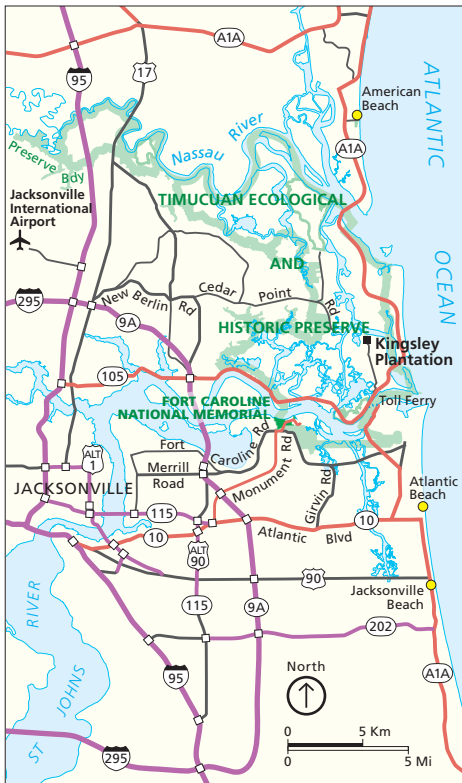 A1A
95
17
American
Beach
ATLANTIC
OCEAN
Nassau River
A1A
Preserve Bdy
TIMUCUAN ECOLOGICAL
AND
HISTORIC PRESERVE
Jacksonville
International
Airport
295
New Berlin Rd
Cedar Point Rd
9A
Kingsley
Plantation
105
FORT CAROLINE
NATIONAL MEMORIAL
Toll Ferry
Fort Caroline Rd
Merrill
Road
Monument Rd
Girvin Rd
ALT
1
JACKSONVILLE
115
Atlantic
Beach
10
10
Atlantic Blvd
ALT
90
90
Jacksonville
Beach
115
9A
202
RIVER
ST JOHNS
95
North
A1A
0 5 Km
0 5 Mi
295